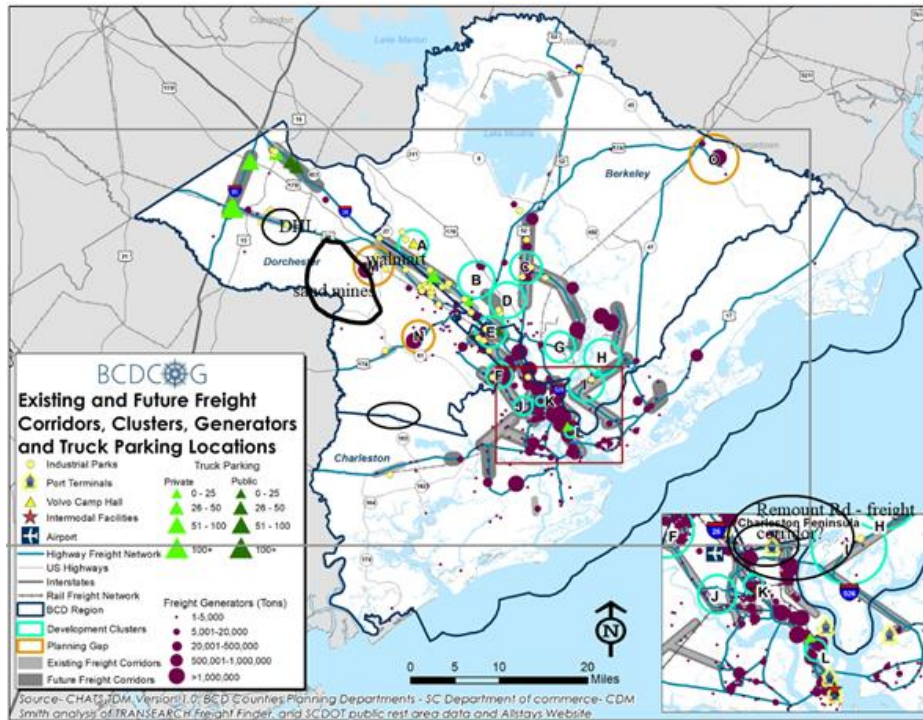 Clarendon
Lake Marion
Williamsburg
Lake Moultrie
Georgetown
Berkeley
Dorchester
Charleston
DHI
walmart
sand mines
A
B
C
D
E
F
G
H
I
J
K
L
M
N
O
BCDCOG
Existing and Future Freight
Corridors, Clusters, Generators
and Truck Parking Locations
Industrial Parks
Port Terminals
Volvo Camp Hall
Intermodal Facilities
Airport
Highway Freight Network
US Highways
Interstates
Rail Freight Network
BCD Region
Development Clusters
Planning Gap
Existing Freight Corridors
Future Freight Corridors
Truck Parking
Private Public
0 - 25 0 - 25
26 - 50 26 - 50
51 - 100 51 - 100
100+ 100+
Freight Generators (Tons)
1-5,000
5,001-20,000
20,001-500,000
500,001-1,000,000
>1,000,000
N
0 5 10 20
Miles
Remount Rd - freight
Charleston Peninsula
corridor?
F
H
I
J
K
L
26
526
Source- CHATS TDM Version 1.0, BCD Counties Planning Departments - SC Department of commerce- CDM
Smith analysis of TRANSEARCH Freight Finder, and SCDOT public rest area data and Allstays Website